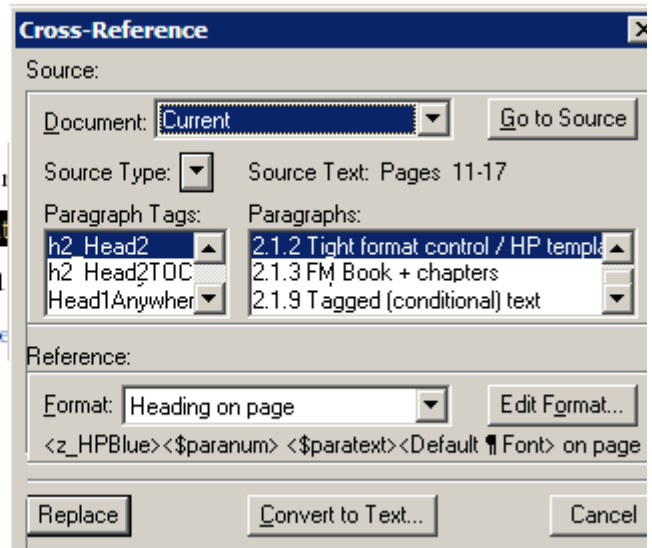 Cross-Reference
Source:
Document: Current Go to Source
Source Type: Source Text: Pages 11-17
Paragraph Tags: Paragraphs:
h2_Head2 2.1.2 Tight format control / HP templa
h2_Head2TOC 2.1.3 FM Book + chapters
Head1Anywher 2.1.9 Tagged (conditional) text
Reference:
Format: Heading on page Edit Format...
<z_HPBlue><$paranum> <$paratext><Default ¶ Font> on page
Replace Convert to Text... Cancel